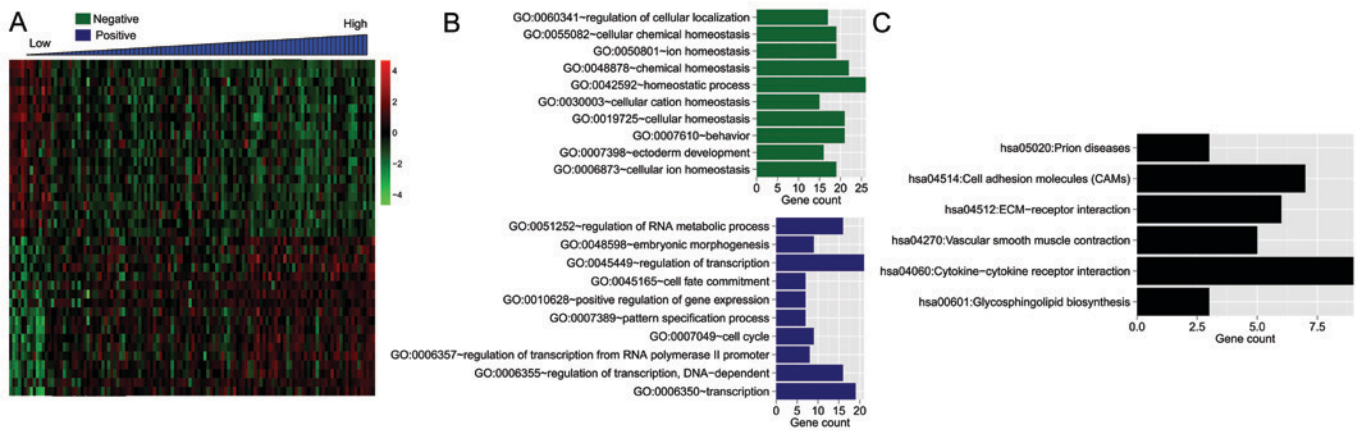 A
Negative
Positive
Low
High
4
2
0
−2
−4
B
GO:0060341~regulation of cellular localization
GO:0055082~cellular chemical homeostasis
GO:0050801~ion homeostasis
GO:0048878~chemical homeostasis
GO:0042592~homeostatic process
GO:0030003~cellular cation homeostasis
GO:0019725~cellular homeostasis
GO:0007610~behavior
GO:0007398~ectoderm development
GO:0006873~cellular ion homeostasis
0 5 10 15 20 25
Gene count
GO:0051252~regulation of RNA metabolic process
GO:0048598~embryonic morphogenesis
GO:0045449~regulation of transcription
GO:0045165~cell fate commitment
GO:0010628~positive regulation of gene expression
GO:0007389~pattern specification process
GO:0007049~cell cycle
GO:0006357~regulation of transcription from RNA polymerase II promoter
GO:0006355~regulation of transcription, DNA−dependent
GO:0006350~transcription
0 5 10 15 20
Gene count
C
hsa05020:Prion diseases
hsa04514:Cell adhesion molecules (CAMs)
hsa04512:ECM−receptor interaction
hsa04270:Vascular smooth muscle contraction
hsa04060:Cytokine−cytokine receptor interaction
hsa00601:Glycosphingolipid biosynthesis
0.0 2.5 5.0 7.5
Gene count